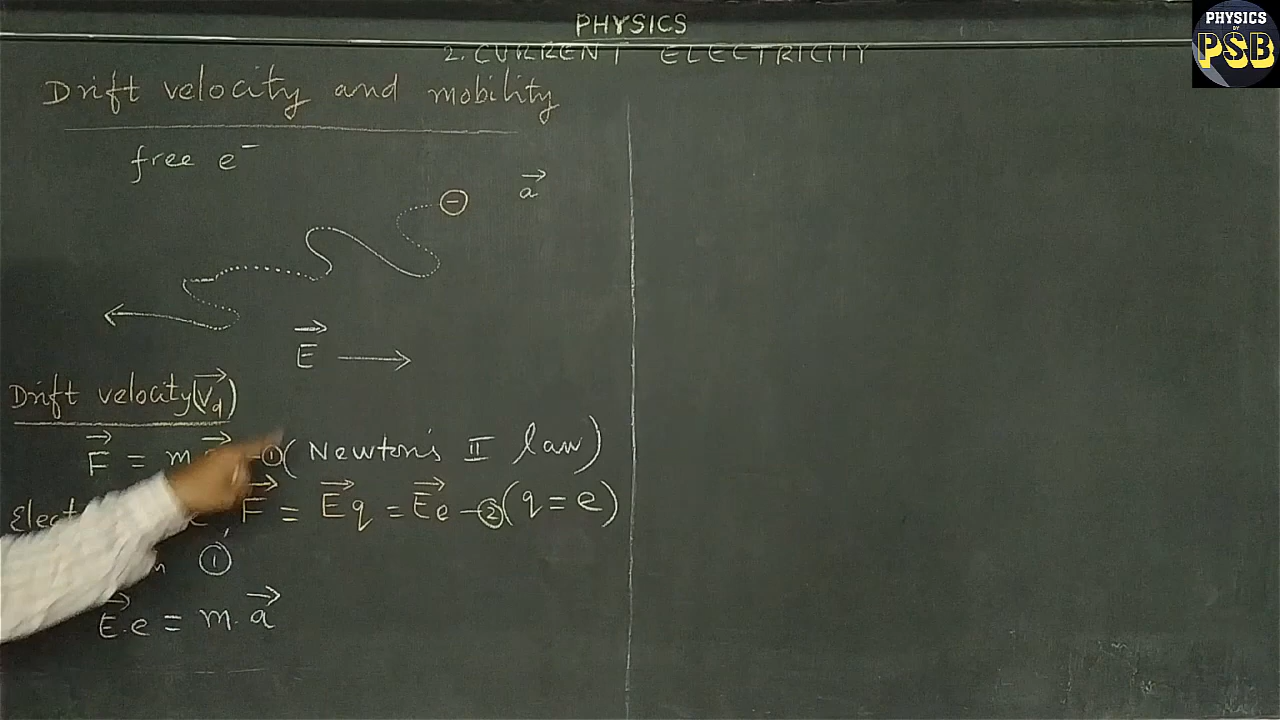 PHYSICS
2. CURRENT ELECTRICITY
PHYSICS
BY
PSB
Drift velocity and mobility
free e⁻
−
a⃗
E⃗ →
Drift velocity (V⃗d)
F⃗ = m. —① (Newton's II law)
F⃗ = E⃗q = E⃗e —② (q = e)
①
E⃗.e = m.a⃗